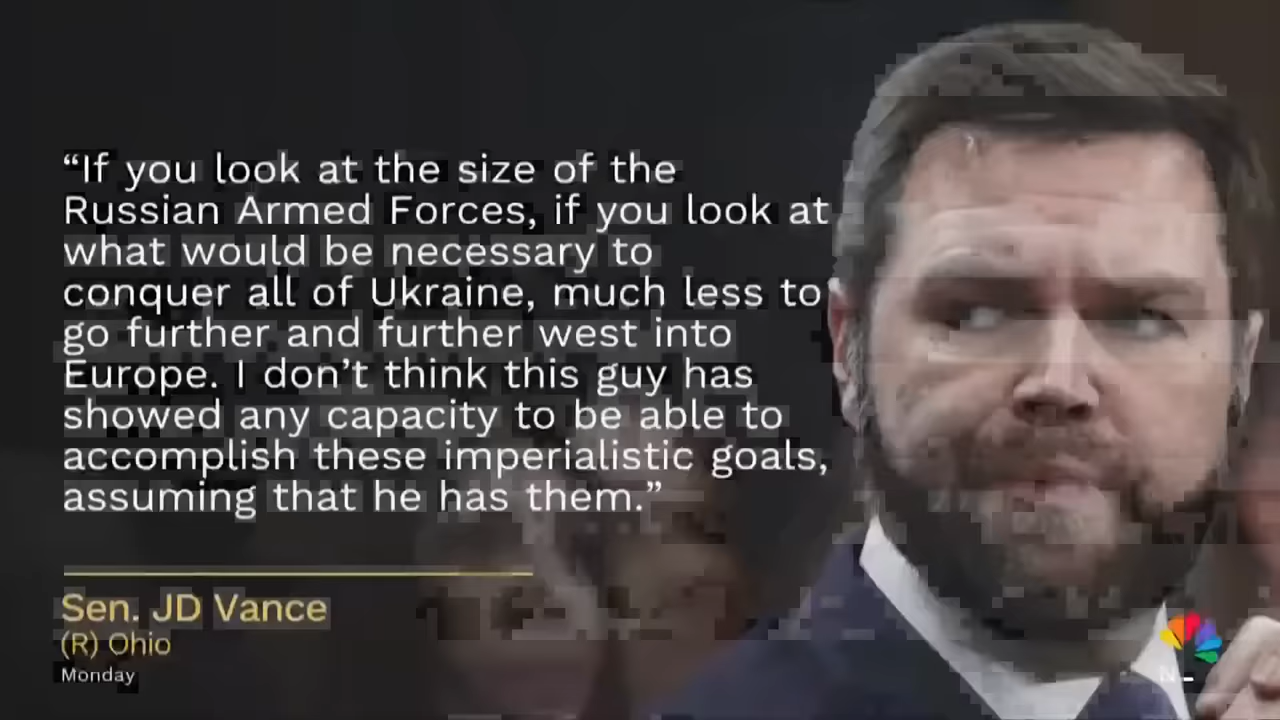 “If you look at the size of the
Russian Armed Forces, if you look at
what would be necessary to
conquer all of Ukraine, much less to
go further and further west into
Europe. I don’t think this guy has
showed any capacity to be able to
accomplish these imperialistic goals,
assuming that he has them.”
Sen. JD Vance
(R) Ohio
Monday